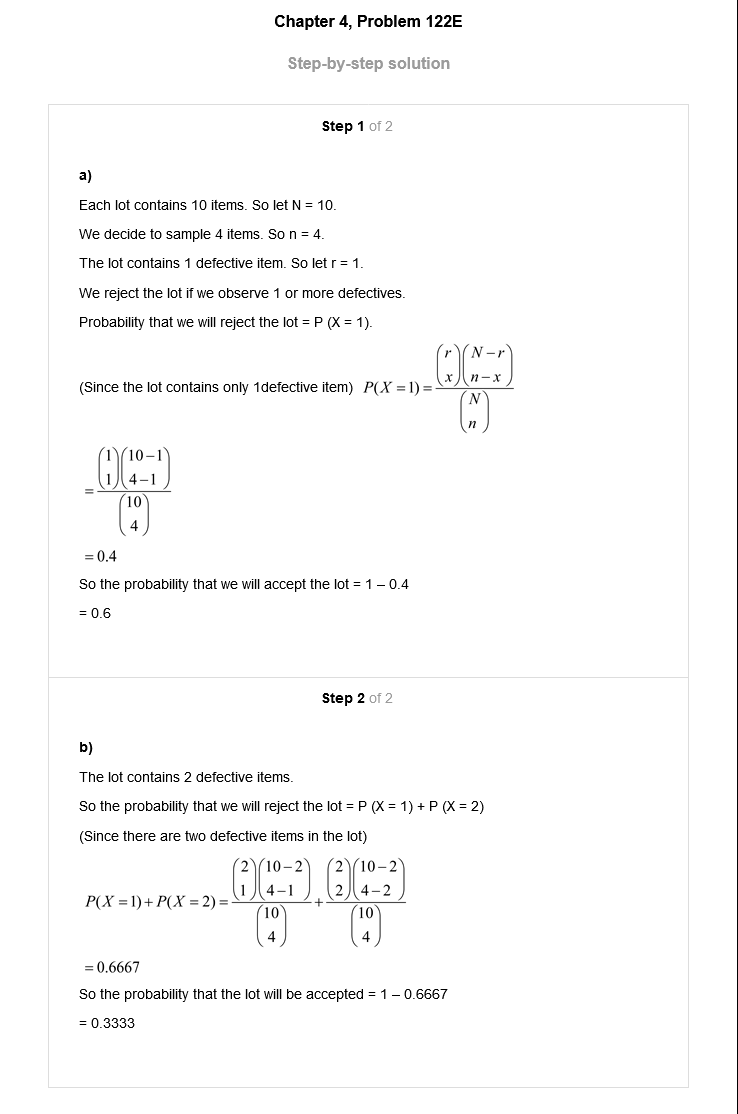 Chapter 4, Problem 122E
Step-by-step solution
Step 1 of 2
a)
Each lot contains 10 items. So let N = 10.
We decide to sample 4 items. So n = 4.
The lot contains 1 defective item. So let r = 1.
We reject the lot if we observe 1 or more defectives.
Probability that we will reject the lot = P (X = 1).
(Since the lot contains only 1defective item) P(X = 1) = \frac{\binom{r}{x}\binom{N-r}{n-x}}{\binom{N}{n}}
= \frac{\binom{1}{1}\binom{10-1}{4-1}}{\binom{10}{4}}
= 0.4
So the probability that we will accept the lot = 1 – 0.4
= 0.6
Step 2 of 2
b)
The lot contains 2 defective items.
So the probability that we will reject the lot = P (X = 1) + P (X = 2)
(Since there are two defective items in the lot)
P(X = 1) + P(X = 2) = \frac{\binom{2}{1}\binom{10-2}{4-1}}{\binom{10}{4}} + \frac{\binom{2}{2}\binom{10-2}{4-2}}{\binom{10}{4}}
= 0.6667
So the probability that the lot will be accepted = 1 – 0.6667
= 0.3333